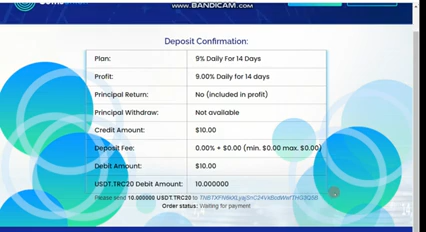 www.BANDICAM.com
Deposit Confirmation:
Plan: 9% Daily For 14 Days
Profit: 9.00% Daily for 14 days
Principal Return: No (included in profit)
Principal Withdraw: Not available
Credit Amount: $10.00
Deposit Fee: 0.00% + $0.00 (min. $0.00 max. $0.00)
Debit Amount: $10.00
USDT.TRC20 Debit Amount: 10.000000
Please send 10.000000 USDT.TRC20 to
Order status: Waiting for payment